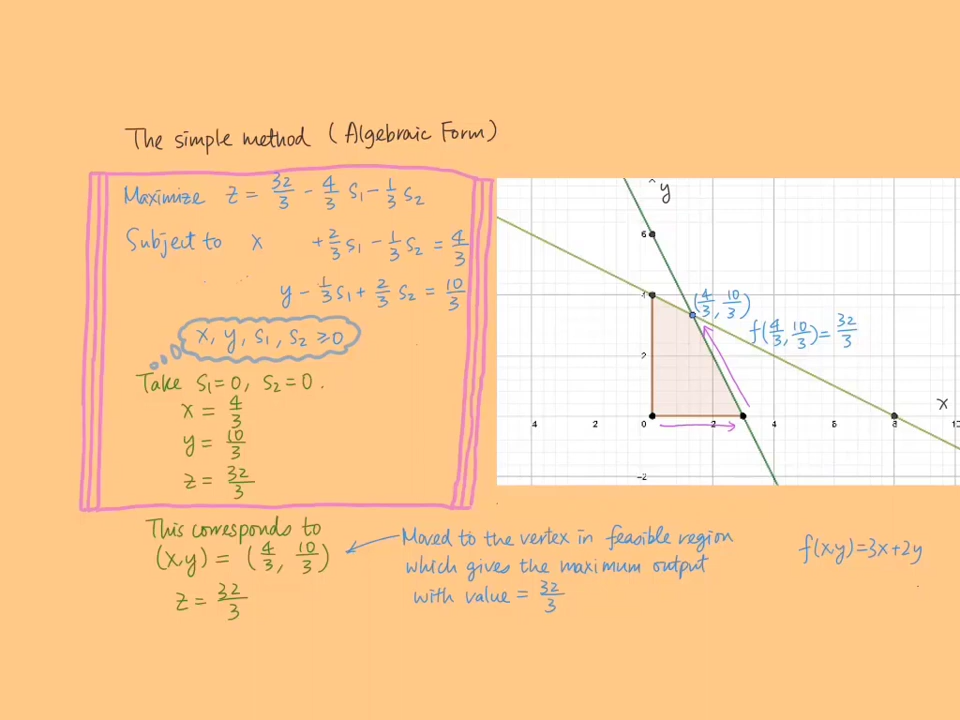 The simple method (Algebraic Form)
Maximize z = 32/3 - 4/3 S₁ - 1/3 S₂
Subject to x + 2/3 S₁ - 1/3 S₂ = 4/3
y - 1/3 S₁ + 2/3 S₂ = 10/3
x, y, S₁, S₂ ≥ 0
Take S₁ = 0, S₂ = 0.
x = 4/3
y = 10/3
z = 32/3
This corresponds to
(x,y) = (4/3, 10/3)
z = 32/3
Moved to the vertex in feasible region
which gives the maximum output
with value = 32/3
y
6
4
(4/3, 10/3)
f(4/3, 10/3) = 32/3
2
x
4 2 0 2 4 6 8 10
-2
f(x,y)=3x+2y